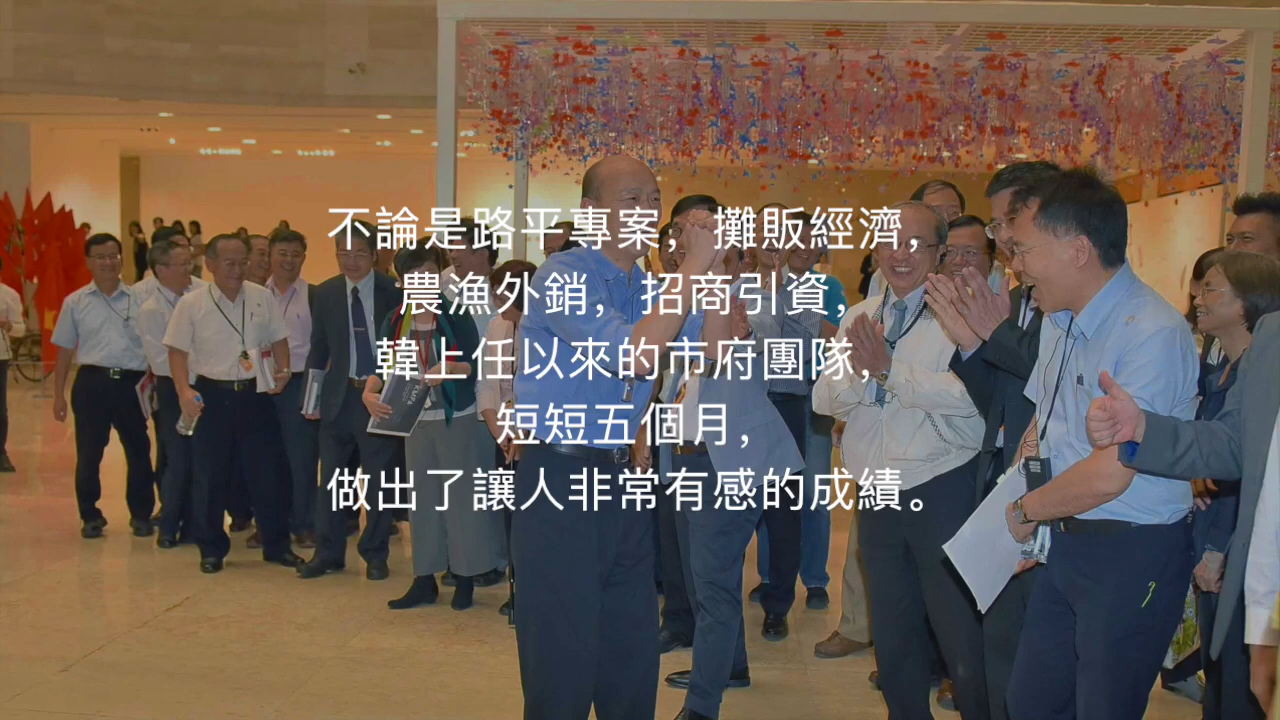 不論是路平專案，攤販經濟，
農漁外銷，招商引資，
韓上任以來的市府團隊，
短短五個月，
做出了讓人非常有感的成績。